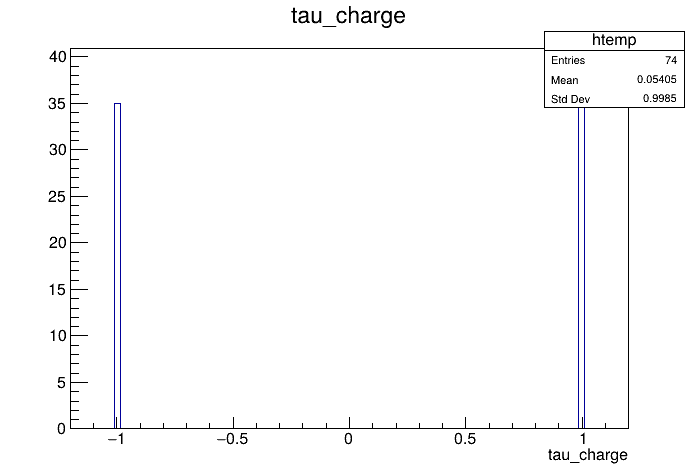 tau_charge
htemp
Entries 74
Mean 0.05405
Std Dev 0.9985
40
35
30
25
20
15
10
5
0
−1 −0.5 0 0.5 1
tau_charge